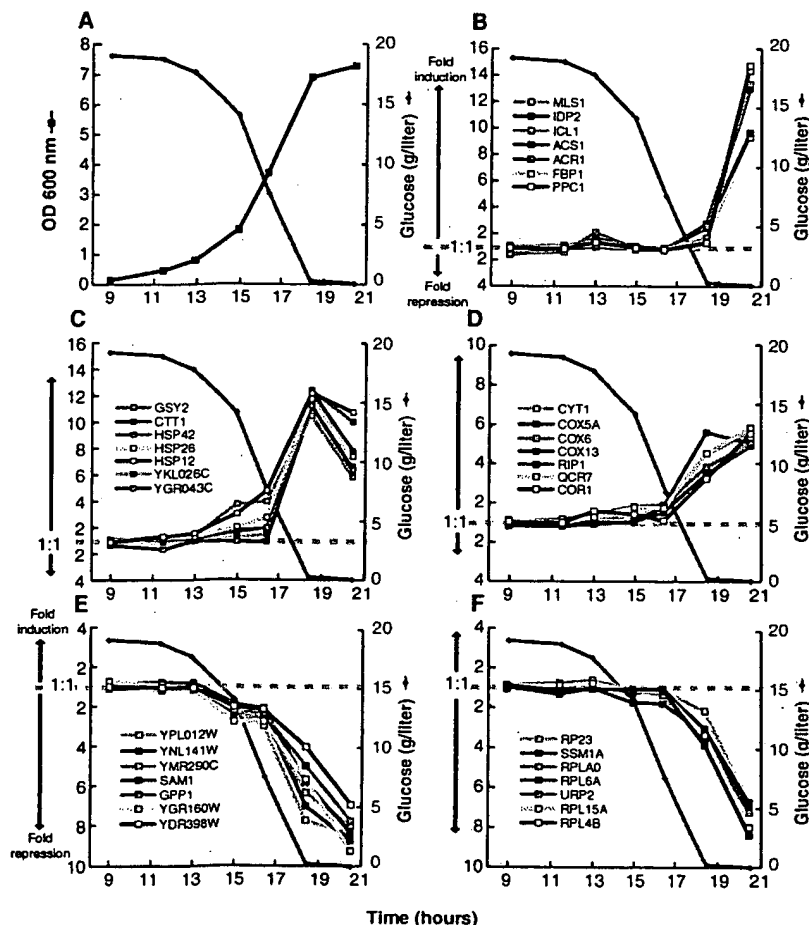 A
8
7
6
5
4
3
2
1
0
OD 600 nm
20
15
10
5
0
Glucose (g/liter)
9 11 13 15 17 19 21
B
Fold induction
16
14
12
10
8
6
4
2
1:1
2
4
Fold repression
MLS1
IDP2
ICL1
ACS1
ACR1
FBP1
PPC1
20
15
10
5
0
Glucose (g/liter)
9 11 13 15 17 19 21
C
16
14
12
10
8
6
4
2
1:1
2
4
GSY2
CTT1
HSP42
HSP26
HSP12
YKL026C
YGR043C
20
15
10
5
0
Glucose (g/liter)
9 11 13 15 17 19 21
D
10
8
6
4
2
1:1
2
4
CYT1
COX5A
COX6
COX13
RIP1
QCR7
COR1
20
15
10
5
0
Glucose (g/liter)
9 11 13 15 17 19 21
E
Fold induction
4
2
1:1
2
4
6
8
10
Fold repression
YPL012W
YNL141W
YMR290C
SAM1
GPP1
YGR160W
YDR398W
20
15
10
5
0
Glucose (g/liter)
9 11 13 15 17 19 21
F
4
2
1:1
2
4
6
8
10
RP23
SSM1A
RPLA0
RPL6A
URP2
RPL15A
RPL4B
20
15
10
5
0
Glucose (g/liter)
9 11 13 15 17 19 21
Time (hours)